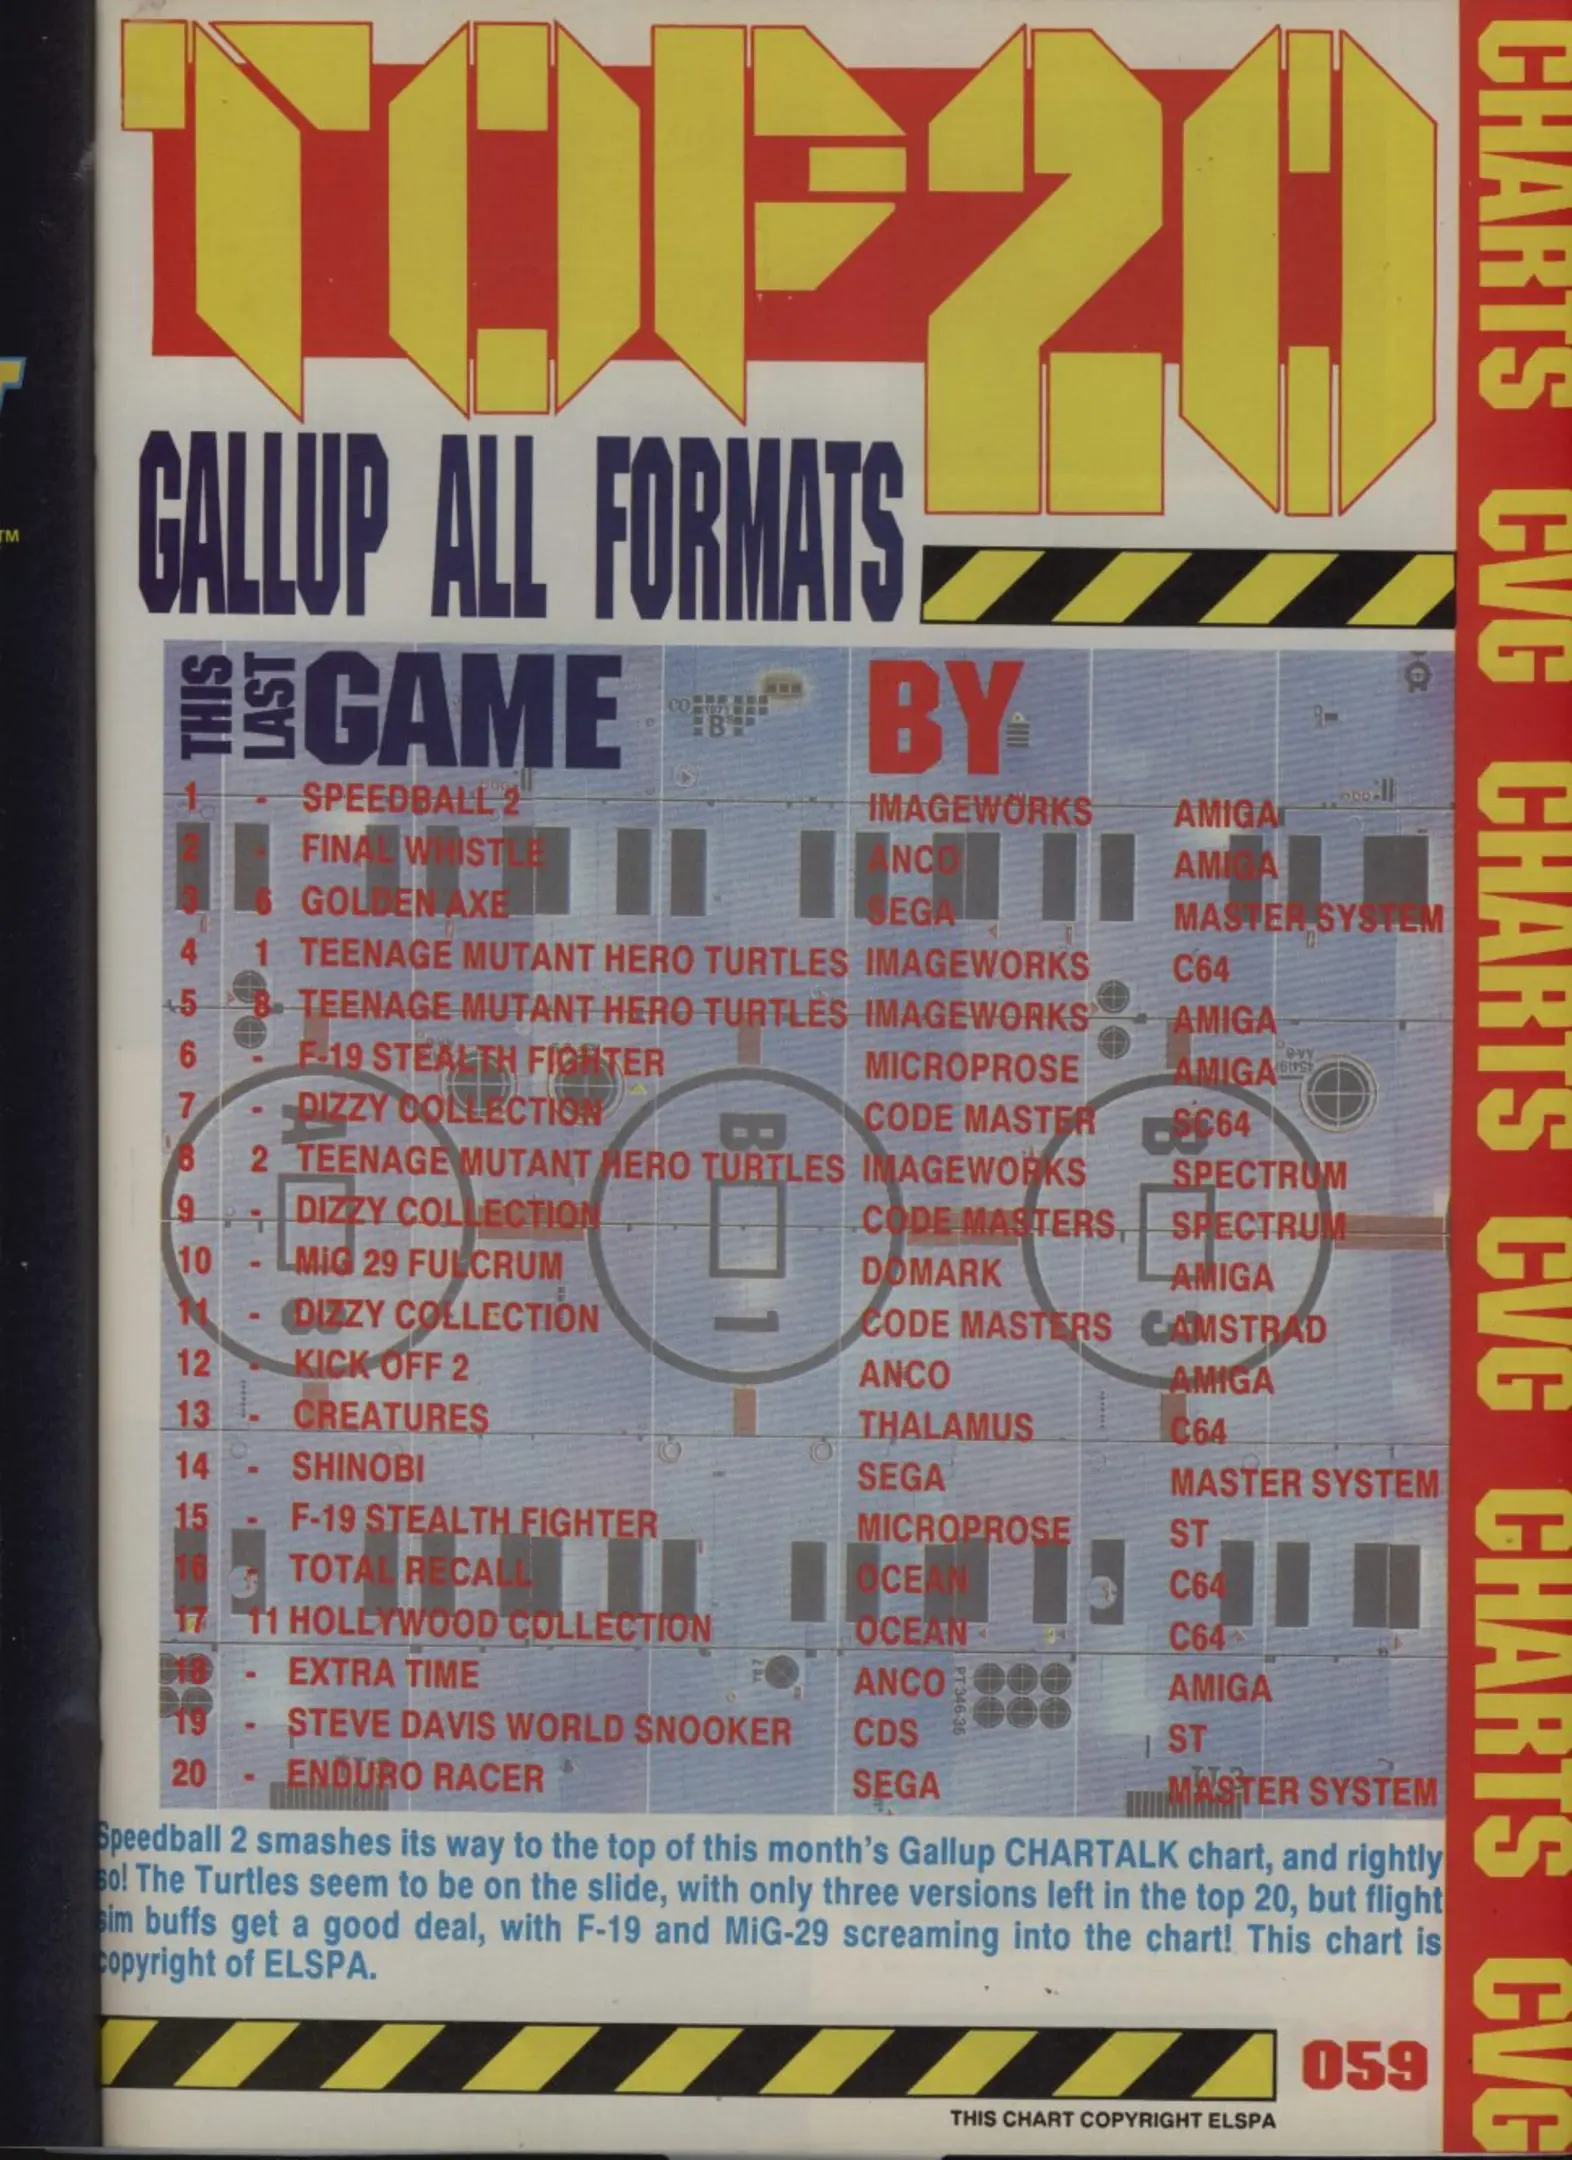 TOP 20
GALLUP ALL FORMATS
THIS LAST GAME BY
1 - SPEEDBALL 2 IMAGEWORKS AMIGA
2 - FINAL WHISTLE ANCO AMIGA
3 6 GOLDEN AXE SEGA MASTER SYSTEM
4 1 TEENAGE MUTANT HERO TURTLES IMAGEWORKS C64
5 8 TEENAGE MUTANT HERO TURTLES IMAGEWORKS AMIGA
6 - F-19 STEALTH FIGHTER MICROPROSE AMIGA
7 - DIZZY COLLECTION CODE MASTER SC64
8 2 TEENAGE MUTANT HERO TURTLES IMAGEWORKS SPECTRUM
9 - DIZZY COLLECTION CODE MASTERS SPECTRUM
10 - MiG 29 FULCRUM DOMARK AMIGA
11 - DIZZY COLLECTION CODE MASTERS AMSTRAD
12 - KICK OFF 2 ANCO AMIGA
13 - CREATURES THALAMUS C64
14 - SHINOBI SEGA MASTER SYSTEM
15 - F-19 STEALTH FIGHTER MICROPROSE ST
16 - TOTAL RECALL OCEAN C64
17 11 HOLLYWOOD COLLECTION OCEAN C64
18 - EXTRA TIME ANCO AMIGA
19 - STEVE DAVIS WORLD SNOOKER CDS ST
20 - ENDURO RACER SEGA MASTER SYSTEM
Speedball 2 smashes its way to the top of this month's Gallup CHARTALK chart, and rightly
so! The Turtles seem to be on the slide, with only three versions left in the top 20, but flight
sim buffs get a good deal, with F-19 and MiG-29 screaming into the chart! This chart is
copyright of ELSPA.
059
THIS CHART COPYRIGHT ELSPA
CHARTS CVG CHARTS CVG CHARTS CVG
TM